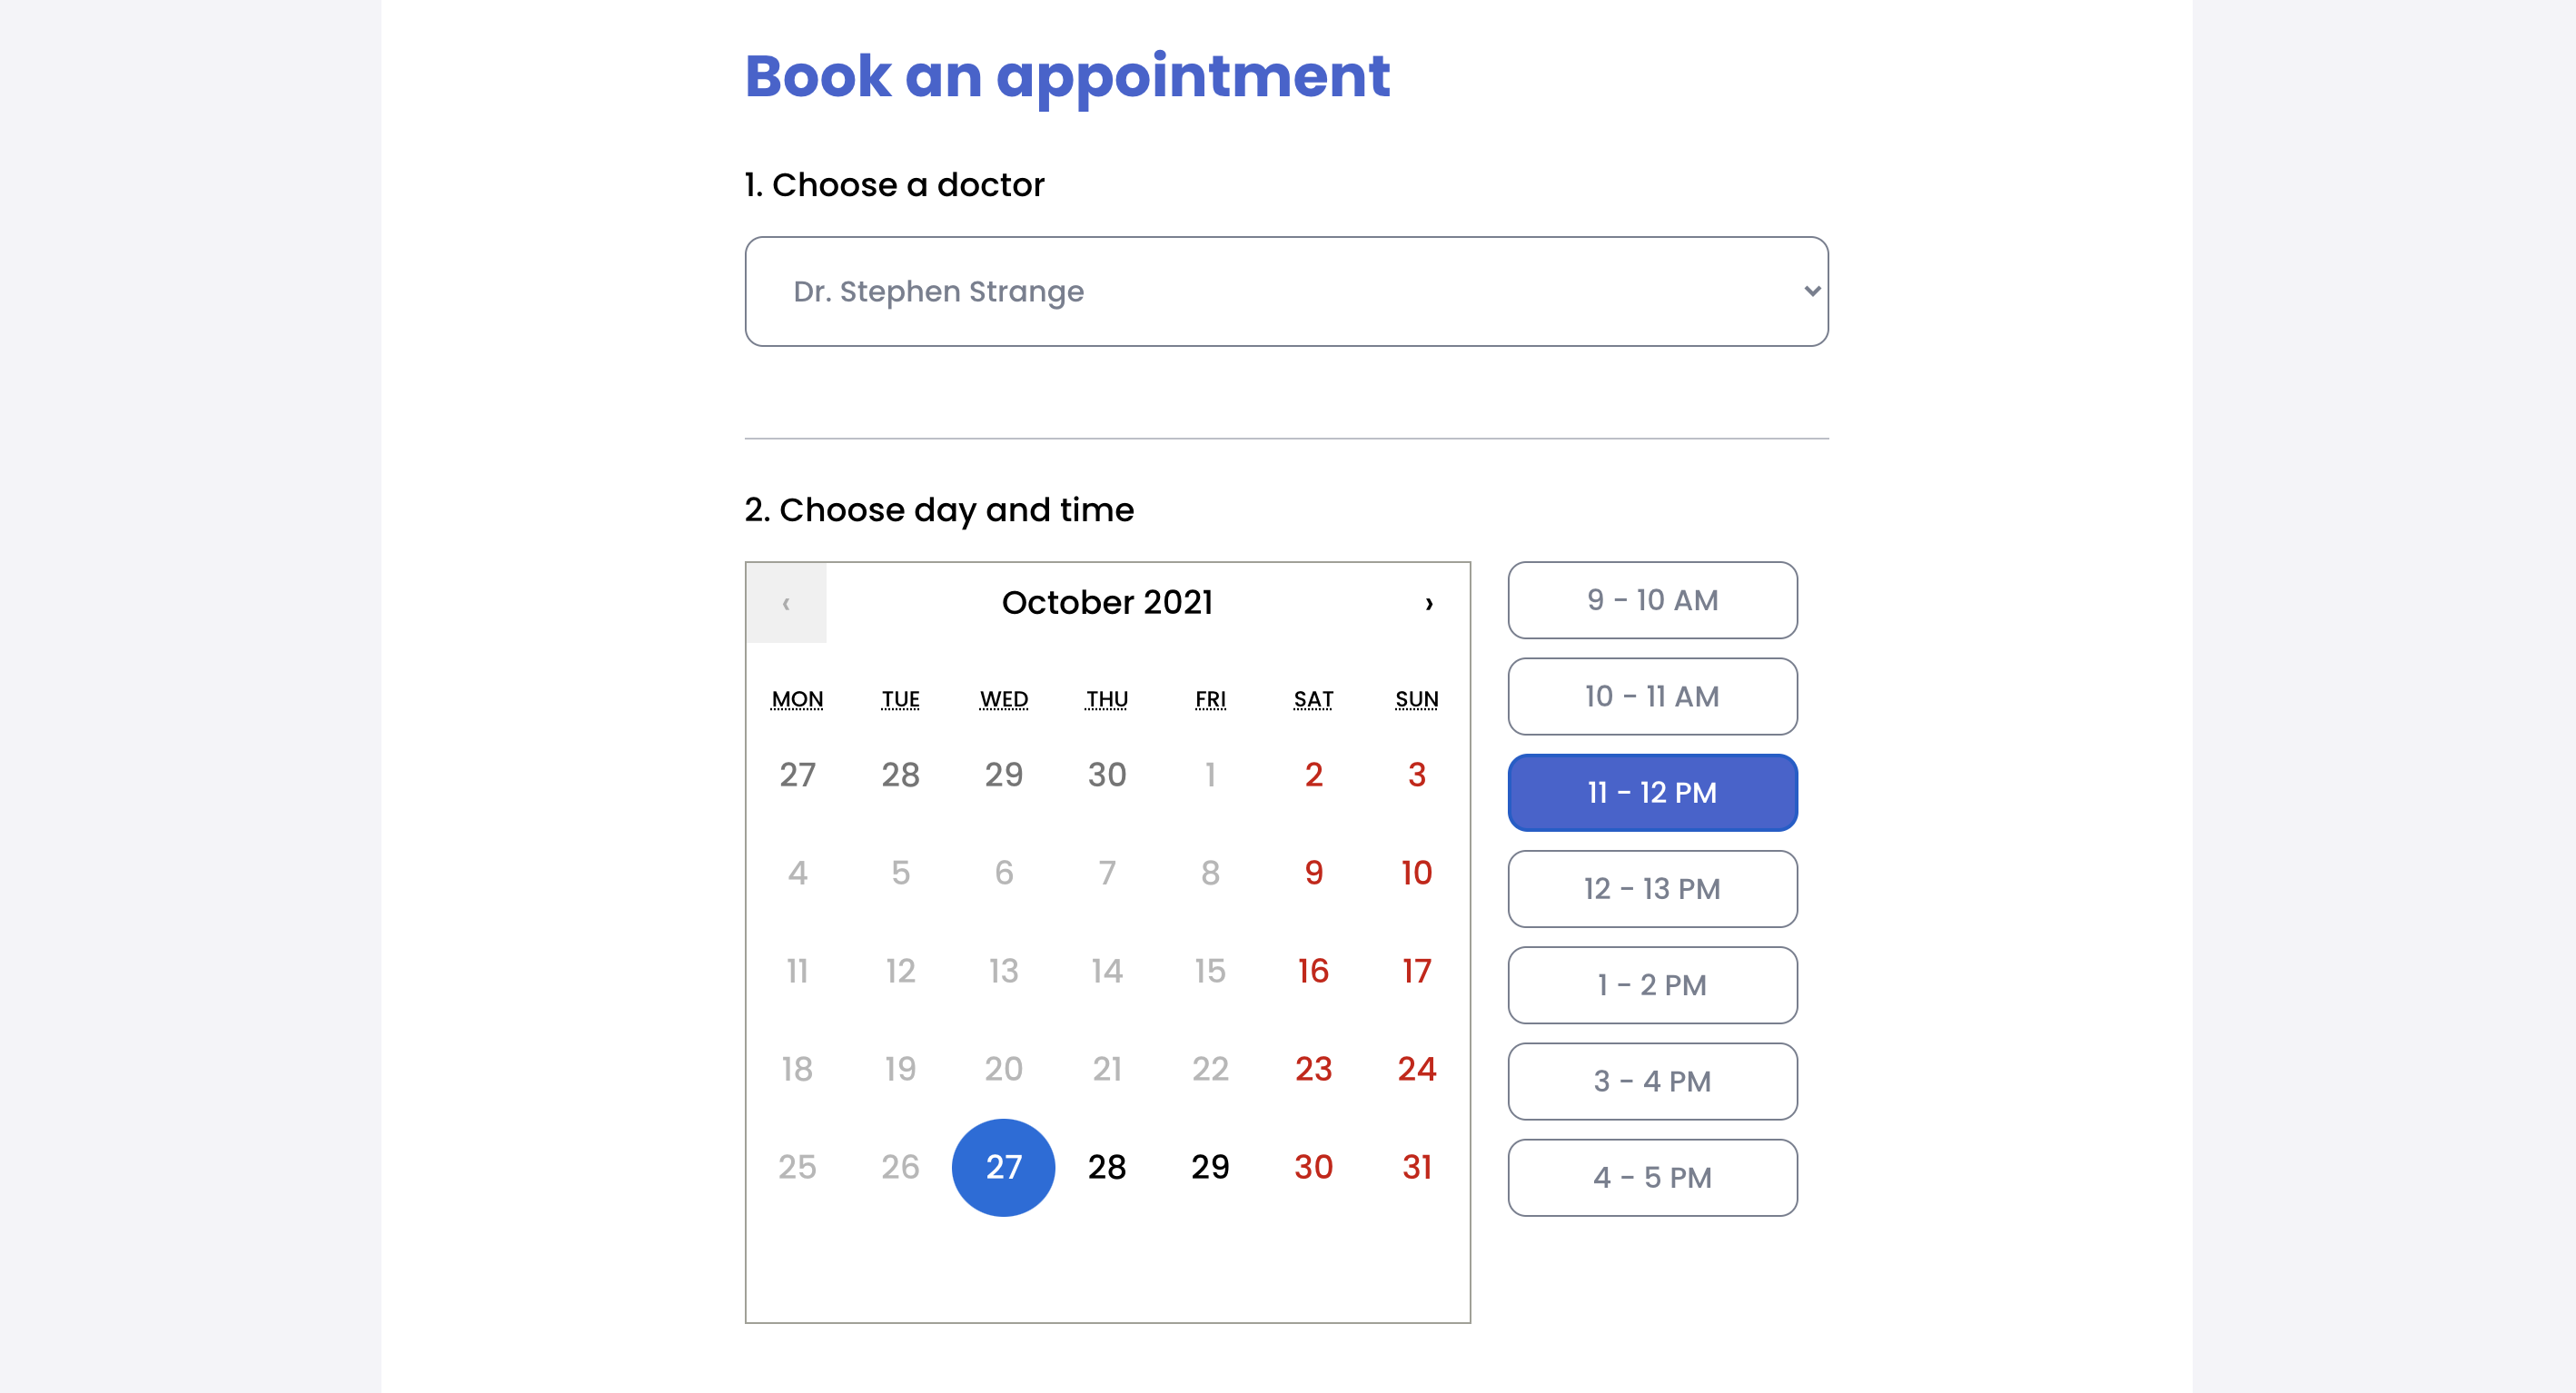 Book an appointment
1. Choose a doctor
Dr. Stephen Strange
2. Choose day and time
‹ October 2021 ›
MON TUE WED THU FRI SAT SUN
27 28 29 30 1 2 3
4 5 6 7 8 9 10
11 12 13 14 15 16 17
18 19 20 21 22 23 24
25 26 27 28 29 30 31
9 - 10 AM
10 - 11 AM
11 - 12 PM
12 - 13 PM
1 - 2 PM
3 - 4 PM
4 - 5 PM